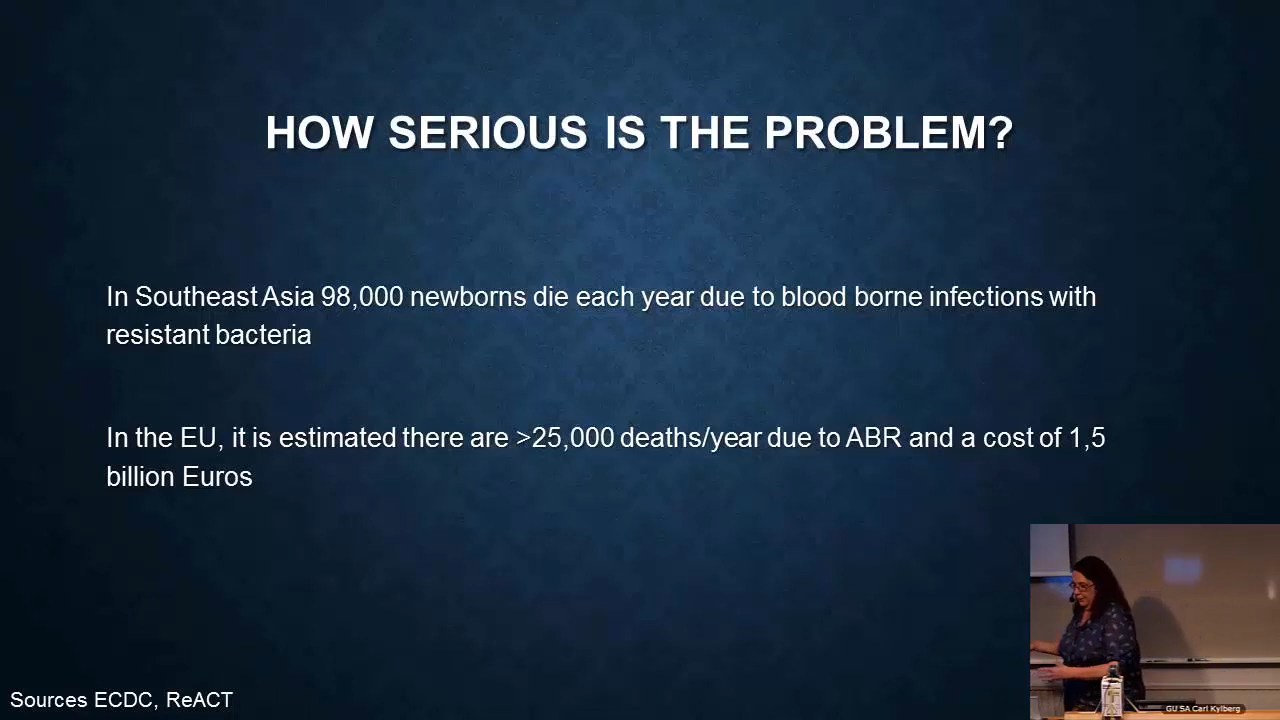 HOW SERIOUS IS THE PROBLEM?
In Southeast Asia 98,000 newborns die each year due to blood borne infections with
resistant bacteria
In the EU, it is estimated there are >25,000 deaths/year due to ABR and a cost of 1,5
billion Euros
Sources ECDC, ReACT
GU SA Carl Kylberg